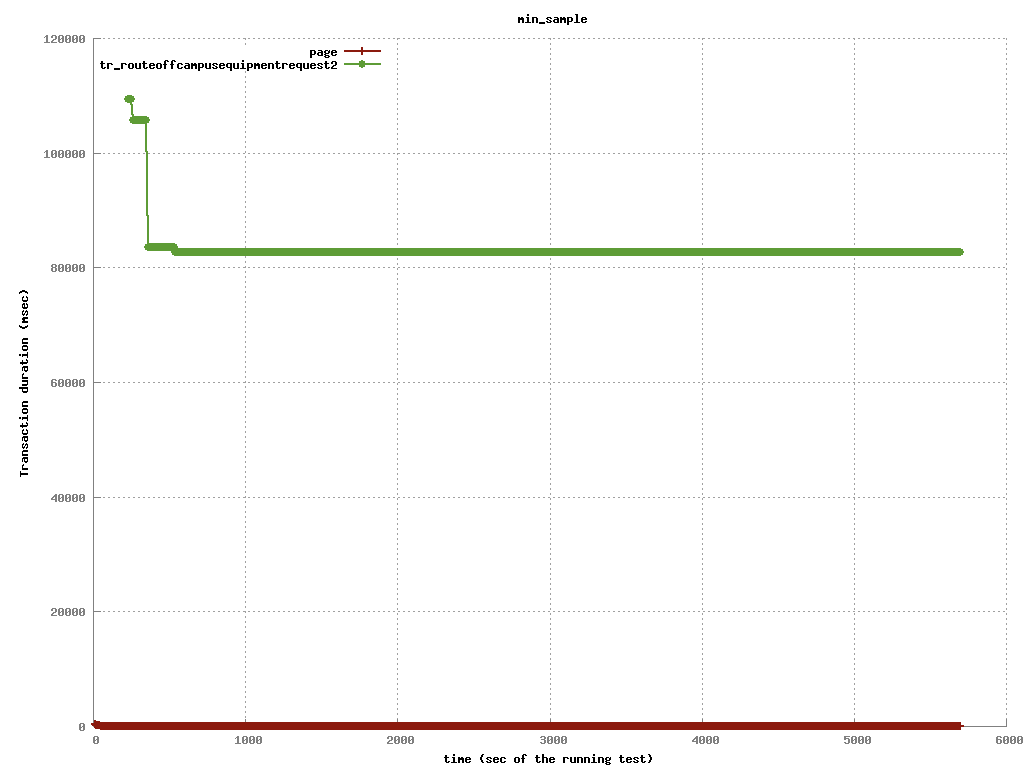 min_sample
page
tr_routeoffcampusequipmentrequest2
120000
100000
80000
60000
40000
20000
0
Transaction duration (msec)
0 1000 2000 3000 4000 5000 6000
time (sec of the running test)